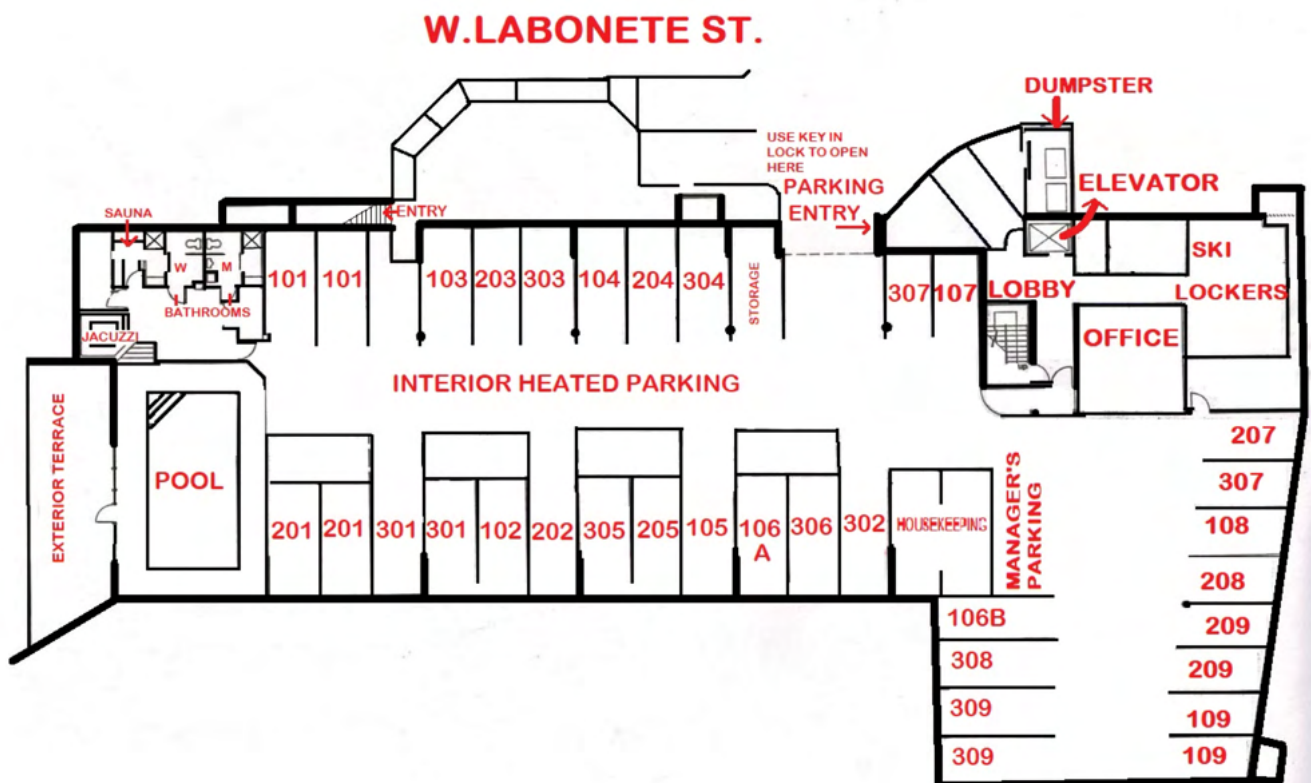 W.LABONETE ST.
DUMPSTER
USE KEY IN
LOCK TO OPEN
HERE
PARKING
ENTRY
ELEVATOR
SAUNA
ENTRY
W
M
BATHROOMS
JACUZZI
101
101
103
203
303
104
204
304
STORAGE
307
107
LOBBY
SKI
LOCKERS
OFFICE
INTERIOR HEATED PARKING
EXTERIOR TERRACE
POOL
201
201
301
301
102
202
305
205
105
106
A
306
302
HOUSEKEEPING
MANAGER'S
PARKING
207
307
108
208
209
209
109
109
106B
308
309
309